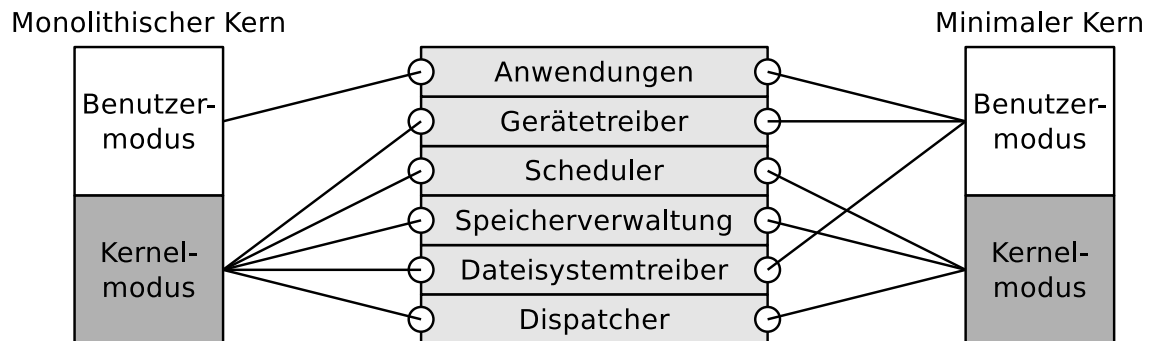 Monolithischer Kern
Minimaler Kern
Benutzer-
modus
Kernel-
modus
Anwendungen
Gerätetreiber
Scheduler
Speicherverwaltung
Dateisystemtreiber
Dispatcher
Benutzer-
modus
Kernel-
modus